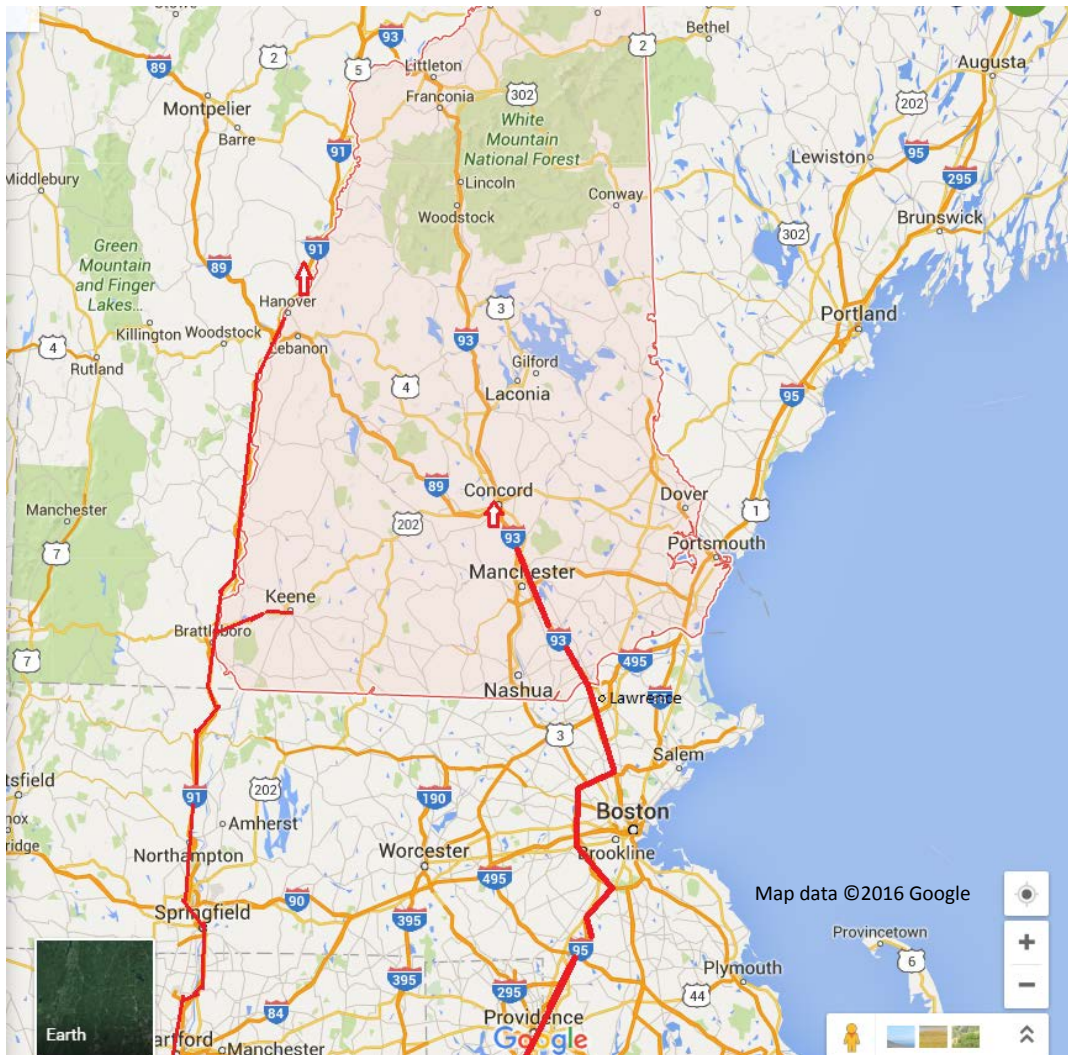 93
2
Bethel
89
2
5
Littleton
2
Augusta
Montpelier
Franconia
302
202
Barre
White
Mountain
National Forest
91
Lewiston
95
Middlebury
Lincoln
295
Conway
Woodstock
Brunswick
302
Green
Mountain
and Finger
Lakes...
91
89
Hanover
3
Portland
Killington
Woodstock
93
4
Lebanon
Rutland
Gilford
4
Laconia
95
89
Concord
Dover
Manchester
202
1
93
7
Portsmouth
Manchester
Keene
Brattleboro
93
495
7
Nashua
Lawrence
3
Salem
91
202
190
Boston
Amherst
Northampton
Worcester
Brookline
495
90
Map data ©2016 Google
Springfield
395
Provincetown
95
6
395
Plymouth
295
44
84
Providence
Google
Earth
artford
Manchester